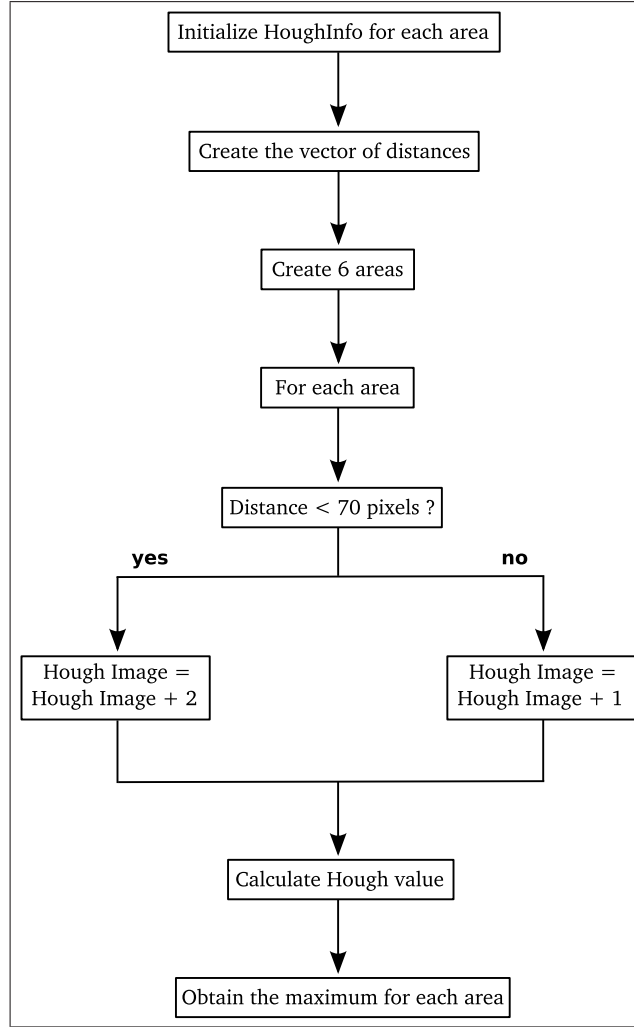 Initialize HoughInfo for each area
Create the vector of distances
Create 6 areas
For each area
Distance < 70 pixels ?
yes
no
Hough Image =
Hough Image + 2
Hough Image =
Hough Image + 1
Calculate Hough value
Obtain the maximum for each area